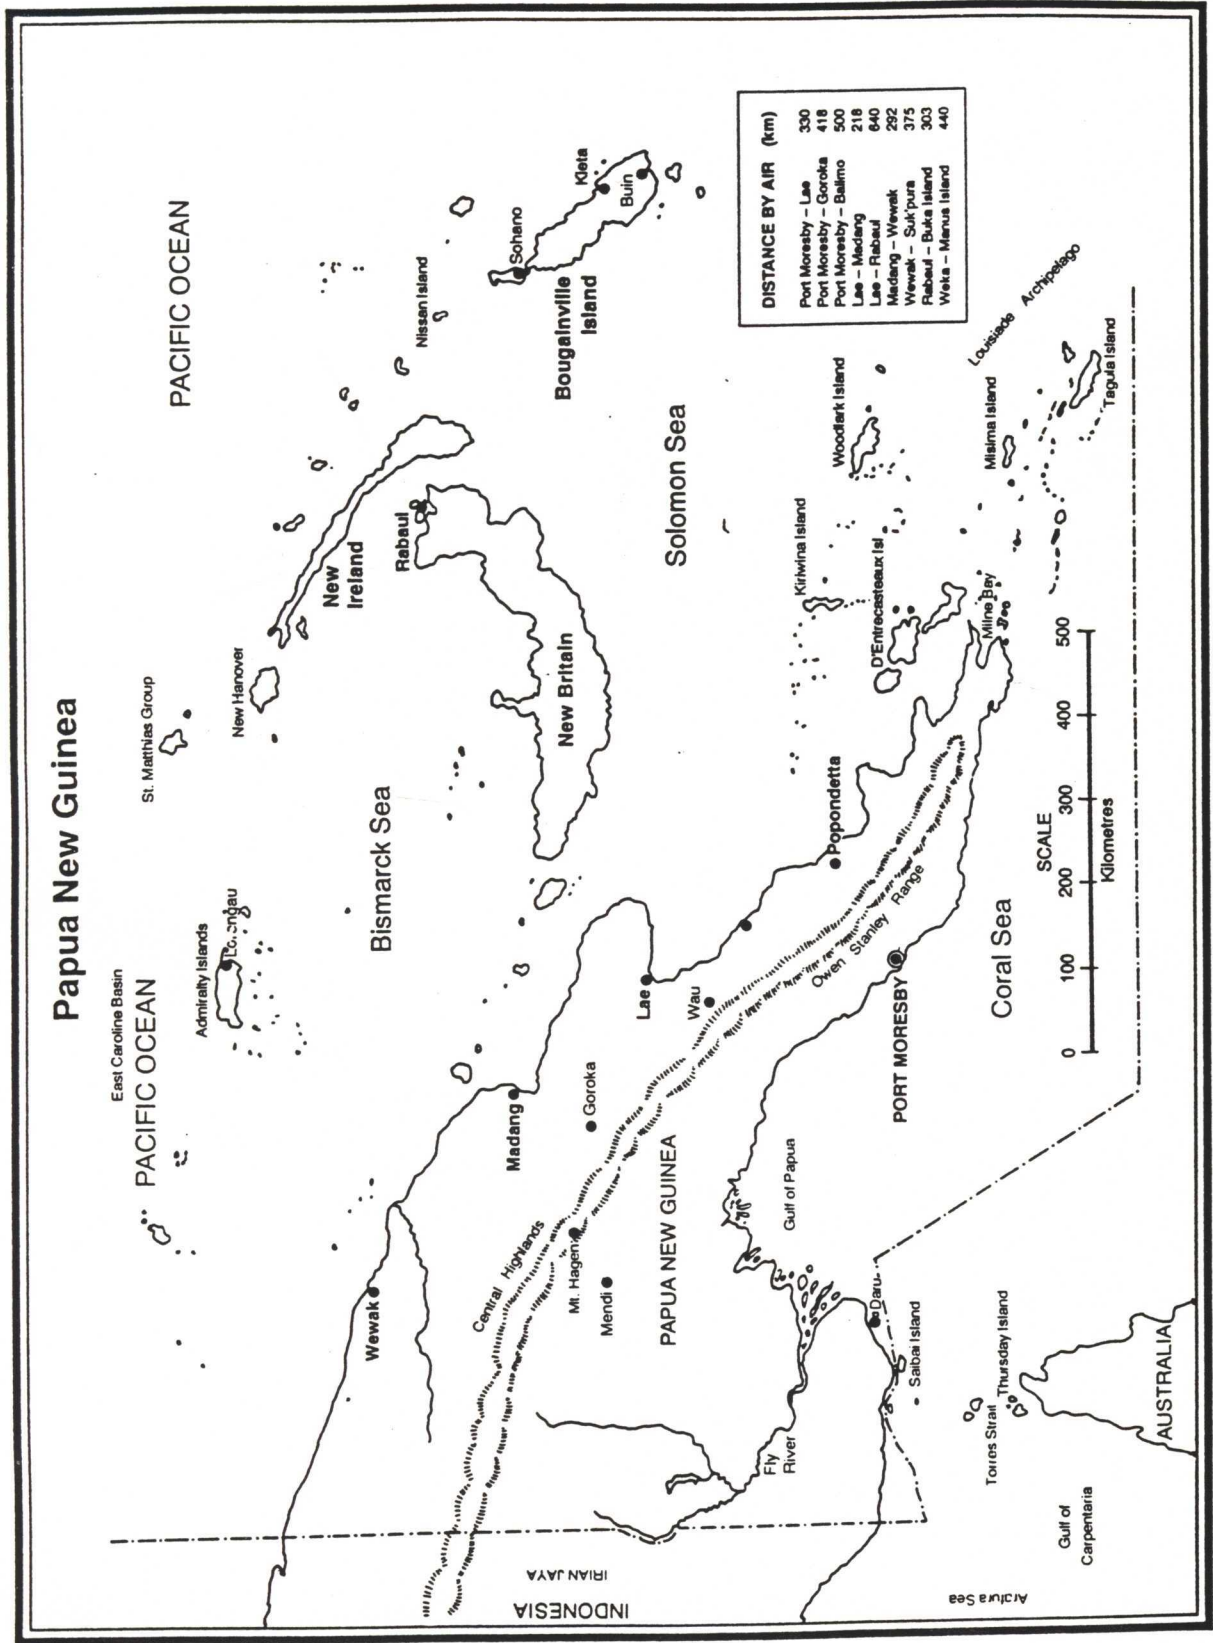 Papua New Guinea
East Caroline Basin
PACIFIC OCEAN
PACIFIC OCEAN
St. Matthias Group
Admiralty Islands
New Hanover
Nissan Island
New
Ireland
Sohano
Kieta
Buin
Bougainville
Island
Rabaul
Bismarck Sea
New Britain
Solomon Sea
Wewak
Madang
Goroka
Lae
Wau
Central Highlands
Mt. Hagen
Mendi
PAPUA NEW GUINEA
INDONESIA
IRIAN JAYA
Fly
River
Gulf of Papua
Owen Stanley Range
Popondetta
PORT MORESBY
Kiriwina Island
Woodlark Island
D'Entrecasteaux Isl
Milne Bay
Misima Island
Louisiade Archipelago
Tagula Island
Daru
Saibai Island
Thursday Island
Torres Strait
AUSTRALIA
Gulf of
Carpentaria
Arafura Sea
Coral Sea
SCALE
0 100 200 300 400 500
Kilometres
DISTANCE BY AIR (km)
Port Moresby – Lae 330
Port Moresby – Goroka 418
Port Moresby – Balimo 500
Lae – Madang 218
Lae – Rabaul 640
Madang – Wewak 292
Wewak – Suk'pura 375
Rabaul – Buka Island 303
Weka – Manus Island 440